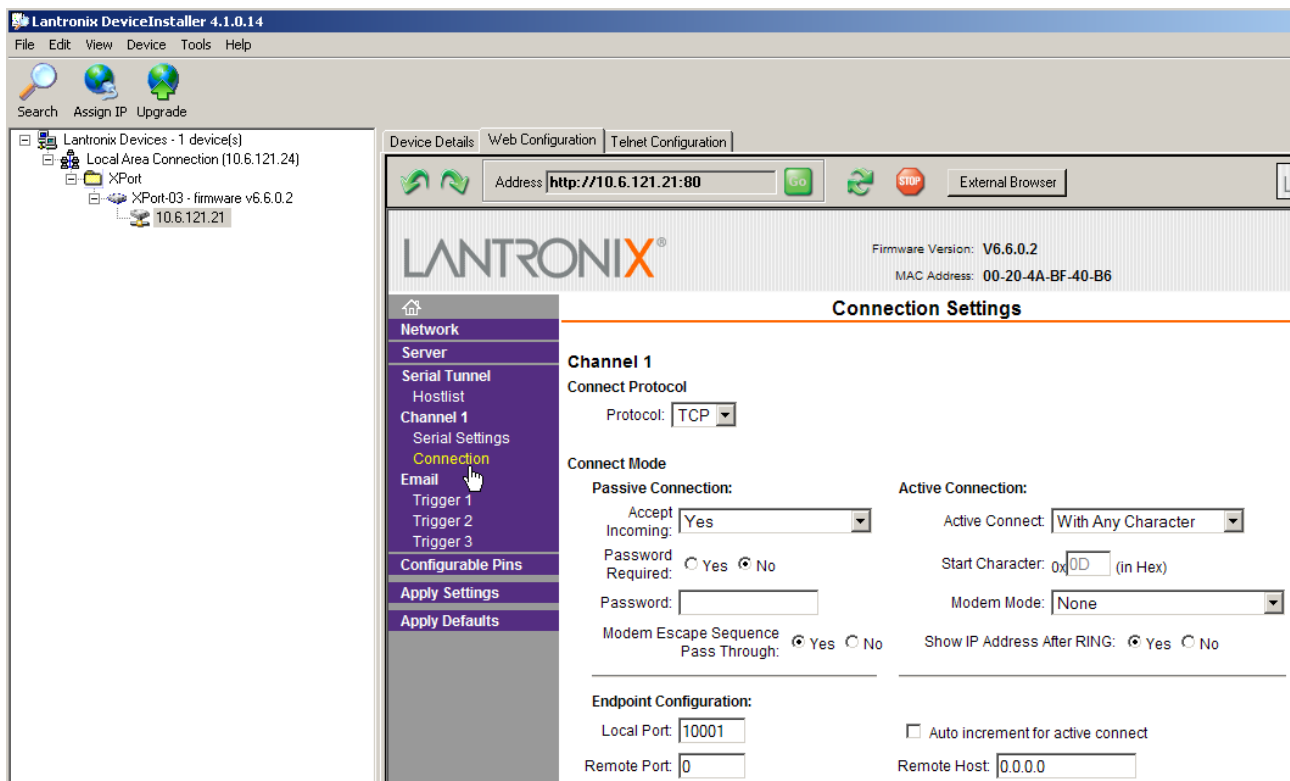 Lantronix DeviceInstaller 4.1.0.14
File Edit View Device Tools Help
Search Assign IP Upgrade
Lantronix Devices - 1 device(s)
Local Area Connection (10.6.121.24)
XPort
XPort-03 - firmware v6.6.0.2
10.6.121.21
Device Details Web Configuration Telnet Configuration
Address http://10.6.121.21:80 Go STOP External Browser
LANTRONIX®
Firmware Version: V6.6.0.2
MAC Address: 00-20-4A-BF-40-B6
Network
Server
Serial Tunnel
Hostlist
Channel 1
Serial Settings
Connection
Email
Trigger 1
Trigger 2
Trigger 3
Configurable Pins
Apply Settings
Apply Defaults
Connection Settings
Channel 1
Connect Protocol
Protocol: TCP
Connect Mode
Passive Connection:
Accept Incoming: Yes
Password Required: Yes No
Password:
Modem Escape Sequence Pass Through: Yes No
Active Connection:
Active Connect: With Any Character
Start Character: 0x 0D (in Hex)
Modem Mode: None
Show IP Address After RING: Yes No
Endpoint Configuration:
Local Port: 10001
Auto increment for active connect
Remote Port: 0
Remote Host: 0.0.0.0